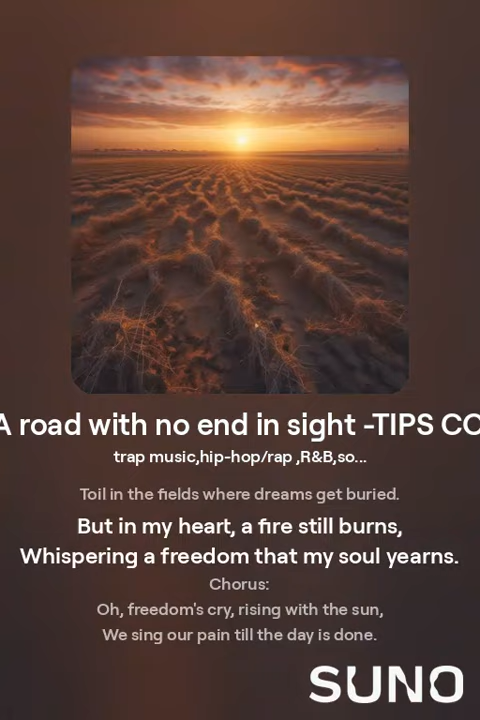 A road with no end in sight -TIPS CO
trap music,hip-hop/rap ,R&B,so...
Toil in the fields where dreams get buried.
But in my heart, a fire still burns,
Whispering a freedom that my soul yearns.
Chorus:
Oh, freedom's cry, rising with the sun,
We sing our pain till the day is done.
SUNO